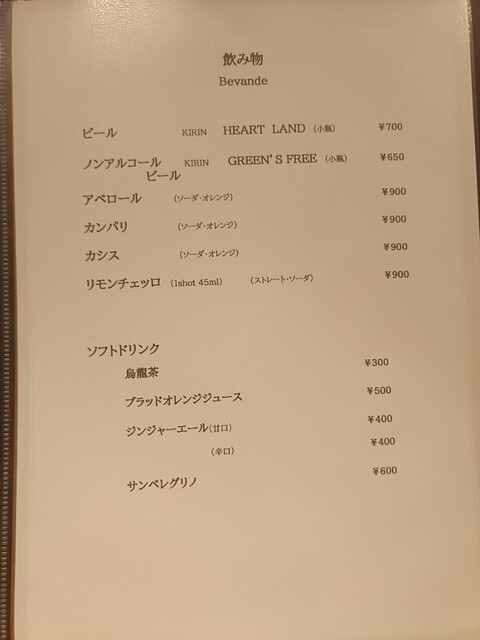 飲み物
Bevande
ビール KIRIN HEART LAND (小瓶) ¥700
ノンアルコール KIRIN GREEN'S FREE (小瓶) ¥650
ビール
アペロール (ソーダ・オレンジ) ¥900
カンパリ (ソーダ・オレンジ) ¥900
カシス (ソーダ・オレンジ) ¥900
リモンチェッロ (1shot 45ml) (ストレート・ソーダ) ¥900
ソフトドリンク
烏龍茶 ¥300
ブラッドオレンジジュース ¥500
ジンジャーエール(甘口) ¥400
(辛口) ¥400
サンペレグリノ ¥600